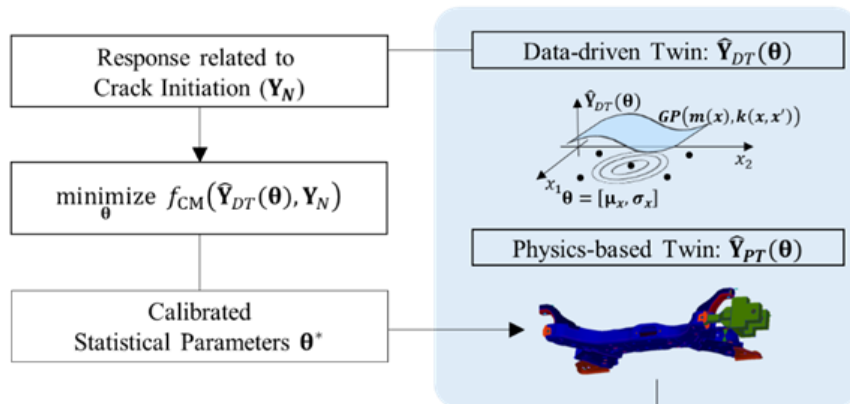 Response related to
Crack Initiation (𝐘_N)
minimize f_CM(Ŷ_DT(𝛉), 𝐘_N)
𝛉
Calibrated
Statistical Parameters 𝛉*
Data-driven Twin: Ŷ_DT(𝛉)
Ŷ_DT(𝛉)
GP(m(x), k(x, x′))
x_2
x_1
𝛉 = [μ_x, σ_x]
Physics-based Twin: Ŷ_PT(𝛉)